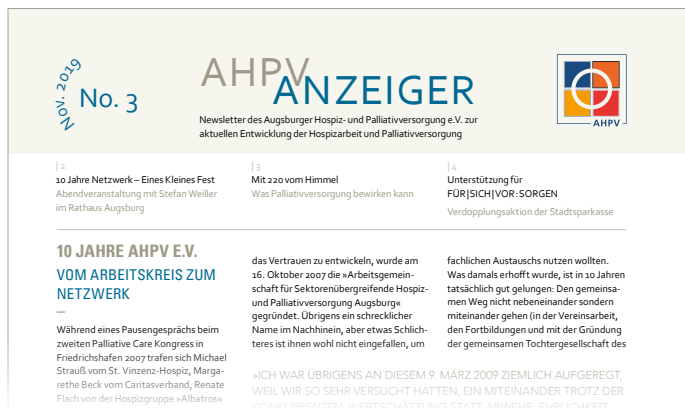 Nov. 2019
No. 3
AHPV
ANZEIGER
Newsletter des Augsburger Hospiz- und Palliativversorgung e.V. zur
aktuellen Entwicklung der Hospizarbeit und Palliativversorgung
AHPV
| 2
10 Jahre Netzwerk – Eines Kleines Fest
Abendveranstaltung mit Stefan Weiller
im Rathaus Augsburg
| 3
Mit 220 vom Himmel
Was Palliativversorgung bewirken kann
| 4
Unterstützung für
FÜR|SICH|VOR:SORGEN
Verdopplungsaktion der Stadtsparkasse
10 JAHRE AHPV E.V.
VOM ARBEITSKREIS ZUM
NETZWERK
—
Während eines Pausengesprächs beim
zweiten Palliative Care Kongress in
Friedrichshafen 2007 trafen sich Michael
Strauß vom St. Vinzenz-Hospiz, Marga-
rethe Beck vom Caritasverband, Renate
Flach von der Hospizgruppe »Albatros«
das Vertrauen zu entwickeln, wurde am
16. Oktober 2007 die »Arbeitsgemein-
schaft für Sektorenübergreifende Hospiz-
und Palliativversorgung Augsburg«
gegründet. Übrigens ein schrecklicher
Name im Nachhinein, aber etwas Schlich-
teres ist ihnen wohl nicht eingefallen, um
fachlichen Austauschs nutzen wollten.
Was damals erhofft wurde, ist in 10 Jahren
tatsächlich gut gelungen: Den gemeinsa-
men Weg nicht nebeneinander sondern
miteinander gehen (in der Vereinsarbeit,
den Fortbildungen und mit der Gründung
der gemeinsamen Tochtergesellschaft des
»ICH WAR ÜBRIGENS AN DIESEM 9. MÄRZ 2009 ZIEMLICH AUFGEREGT,
WEIL WIR SO SEHR VERSUCHT HATTEN, EIN MITEINANDER TROTZ DER
KONKURRENZEN, WERTSCHÄTZUNG STATT ABWEHR, EHRLICHKEIT